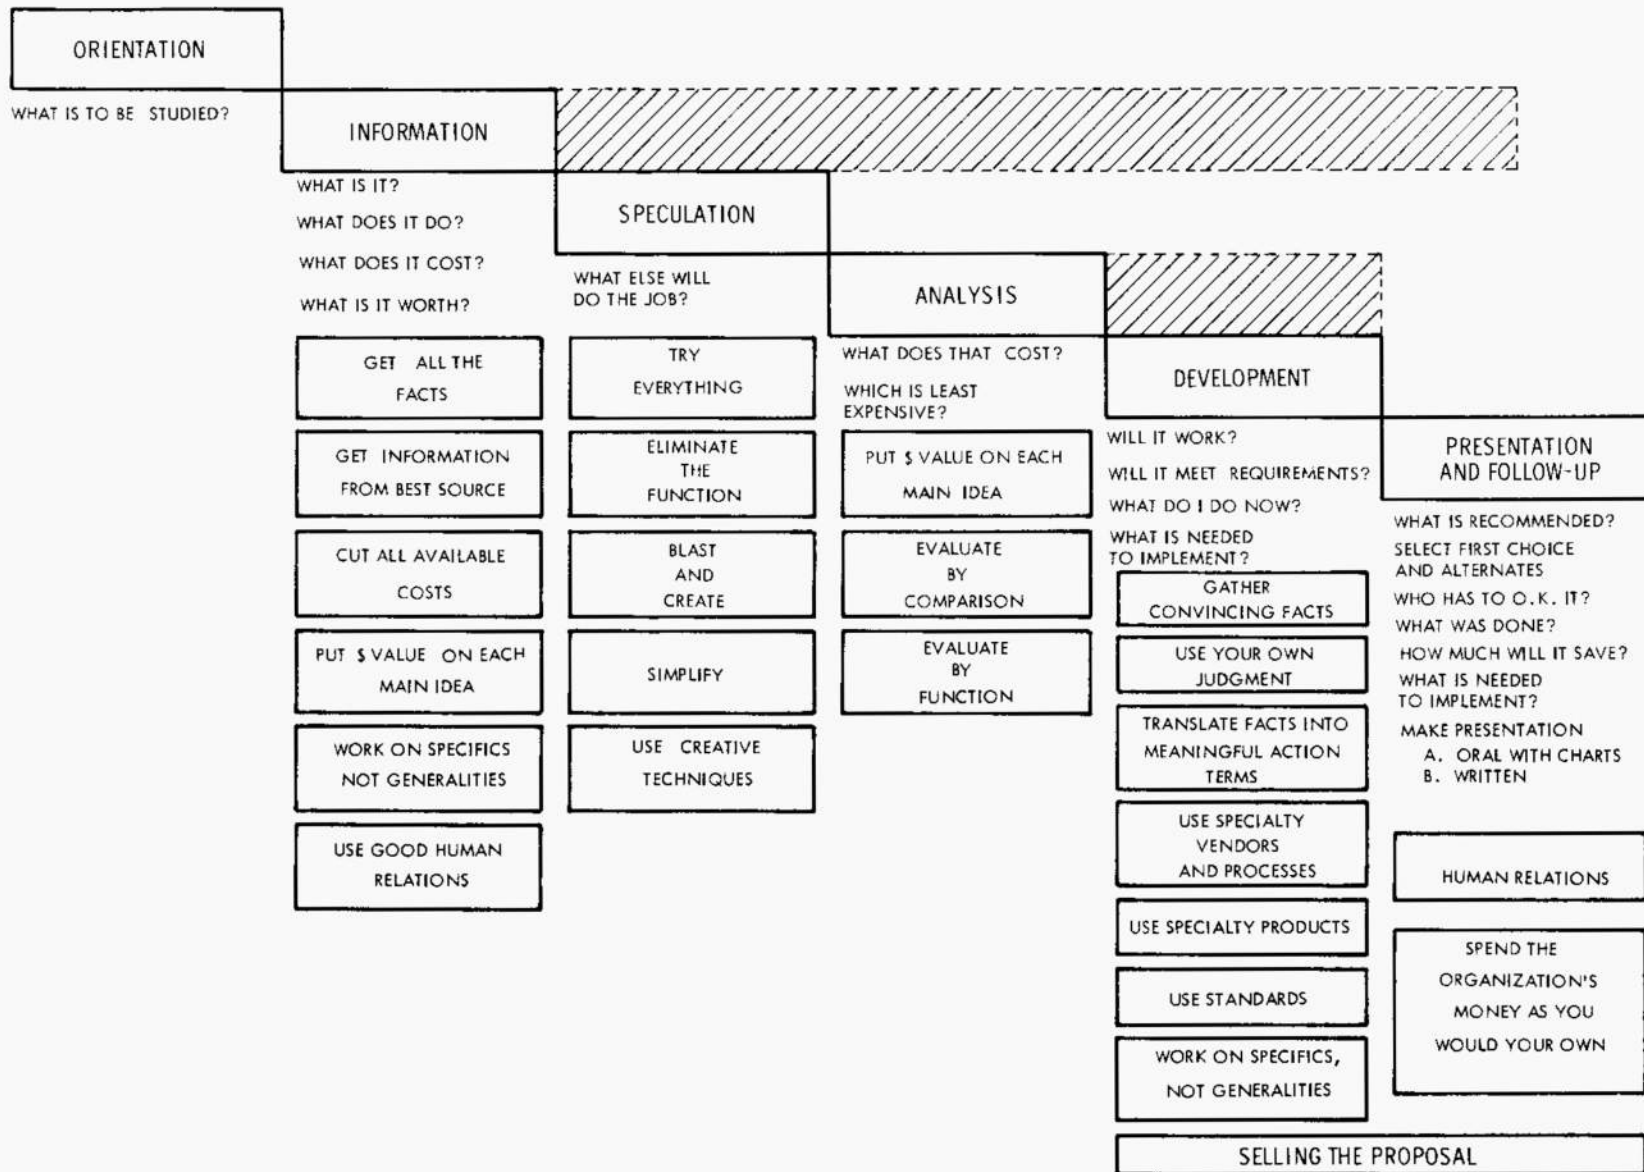 ORIENTATION
WHAT IS TO BE STUDIED?
INFORMATION
WHAT IS IT?
WHAT DOES IT DO?
WHAT DOES IT COST?
WHAT IS IT WORTH?
GET ALL THE
FACTS
GET INFORMATION
FROM BEST SOURCE
CUT ALL AVAILABLE
COSTS
PUT $ VALUE ON EACH
MAIN IDEA
WORK ON SPECIFICS
NOT GENERALITIES
USE GOOD HUMAN
RELATIONS
SPECULATION
WHAT ELSE WILL
DO THE JOB?
TRY
EVERYTHING
ELIMINATE
THE
FUNCTION
BLAST
AND
CREATE
SIMPLIFY
USE CREATIVE
TECHNIQUES
ANALYSIS
WHAT DOES THAT COST?
WHICH IS LEAST
EXPENSIVE?
PUT $ VALUE ON EACH
MAIN IDEA
EVALUATE
BY
COMPARISON
EVALUATE
BY
FUNCTION
DEVELOPMENT
WILL IT WORK?
WILL IT MEET REQUIREMENTS?
WHAT DO I DO NOW?
WHAT IS NEEDED
TO IMPLEMENT?
GATHER
CONVINCING FACTS
USE YOUR OWN
JUDGMENT
TRANSLATE FACTS INTO
MEANINGFUL ACTION
TERMS
USE SPECIALTY
VENDORS
AND PROCESSES
USE SPECIALTY PRODUCTS
USE STANDARDS
WORK ON SPECIFICS,
NOT GENERALITIES
PRESENTATION
AND FOLLOW-UP
WHAT IS RECOMMENDED?
SELECT FIRST CHOICE
AND ALTERNATES
WHO HAS TO O.K. IT?
WHAT WAS DONE?
HOW MUCH WILL IT SAVE?
WHAT IS NEEDED
TO IMPLEMENT?
MAKE PRESENTATION
A. ORAL WITH CHARTS
B. WRITTEN
HUMAN RELATIONS
SPEND THE
ORGANIZATION'S
MONEY AS YOU
WOULD YOUR OWN
SELLING THE PROPOSAL